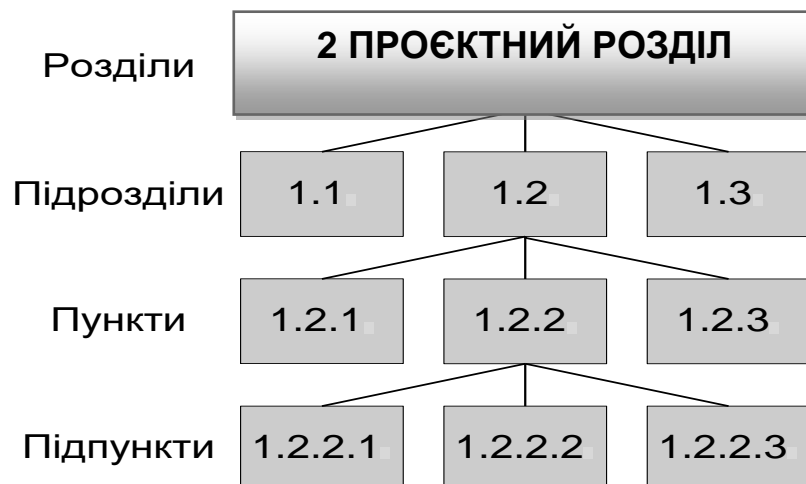 Розділи 2 ПРОЄКТНИЙ РОЗДІЛ
Підрозділи 1.1 1.2 1.3
Пункти 1.2.1 1.2.2 1.2.3
Підпункти 1.2.2.1 1.2.2.2 1.2.2.3